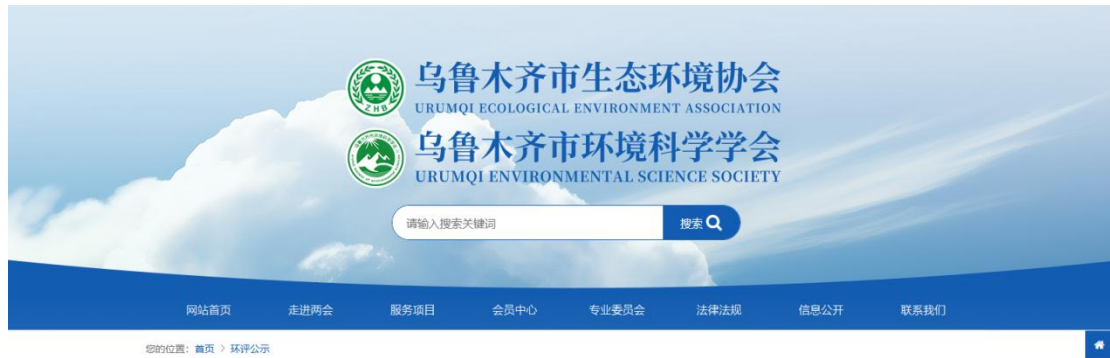 乌鲁木齐市生态环境协会
URUMQI ECOLOGICAL ENVIRONMENT ASSOCIATION
ZHB
乌鲁木齐市环境科学学会
URUMQI ENVIRONMENTAL SCIENCE SOCIETY
请输入搜索关键词 搜索
网站首页 走进两会 服务项目 会员中心 专业委员会 法律法规 信息公开 联系我们
您的位置：首页 > 环评公示